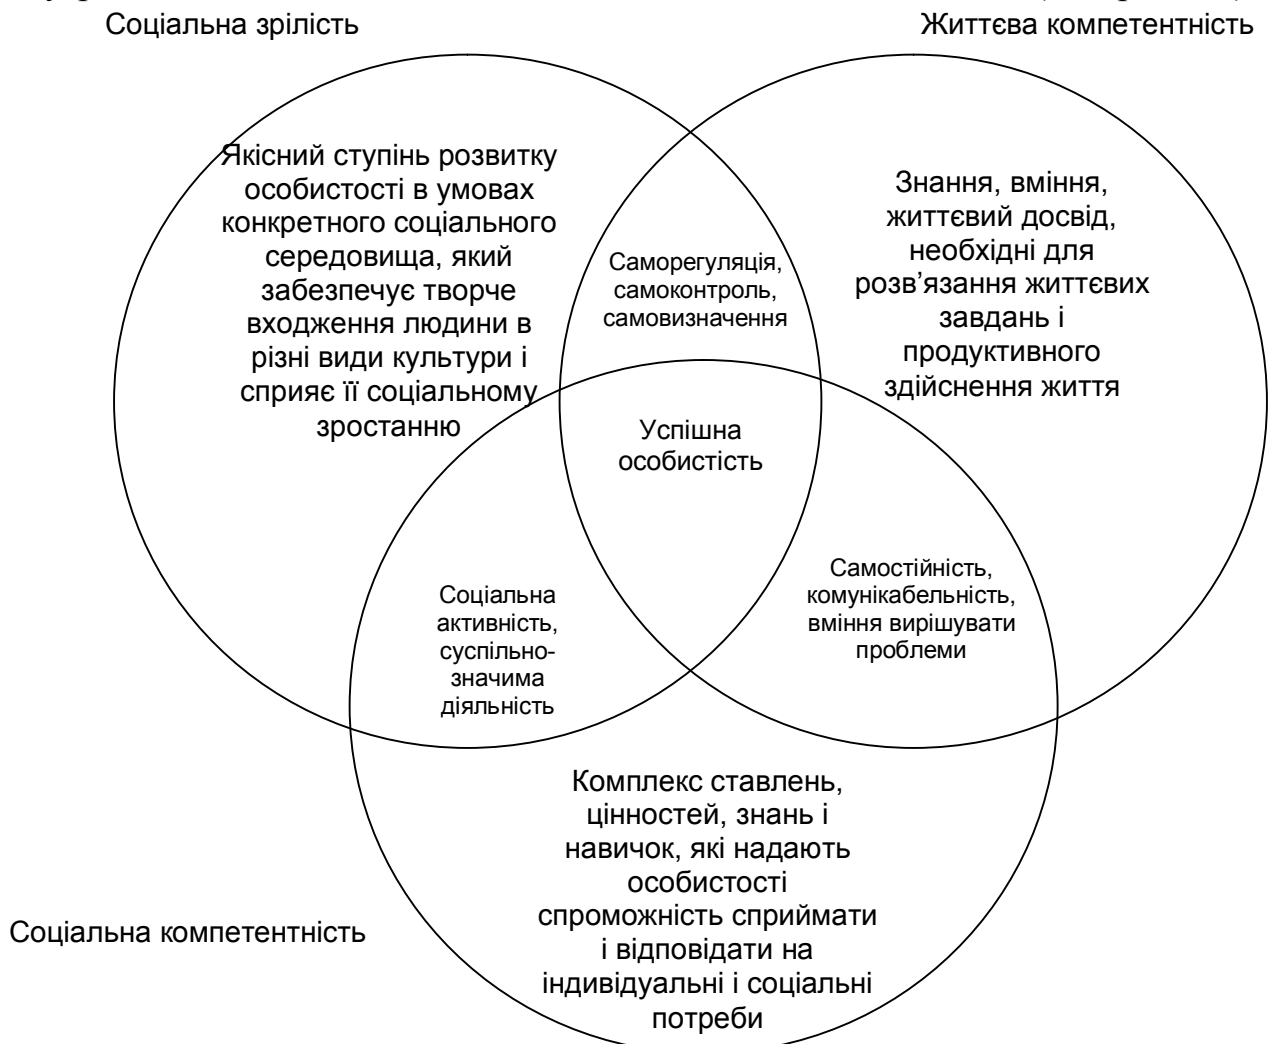 Соціальна зрілість
Життєва компетентність
Якісний ступінь розвитку
особистості в умовах
конкретного соціального
середовища, який
забезпечує творче
входження людини в
різні види культури і
сприяє її соціальному
зростанню
Саморегуляція,
самоконтроль,
самовизначення
Знання, вміння,
життєвий досвід,
необхідні для
розв'язання життєвих
завдань і
продуктивного
здійснення життя
Успішна
особистість
Соціальна
активність,
суспільно-
значима
діяльність
Самостійність,
комунікабельність,
вміння вирішувати
проблеми
Комплекс ставлень,
цінностей, знань і
навичок, які надають
особистості
спроможність сприймати
і відповідати на
індивідуальні і соціальні
потреби
Соціальна компетентність